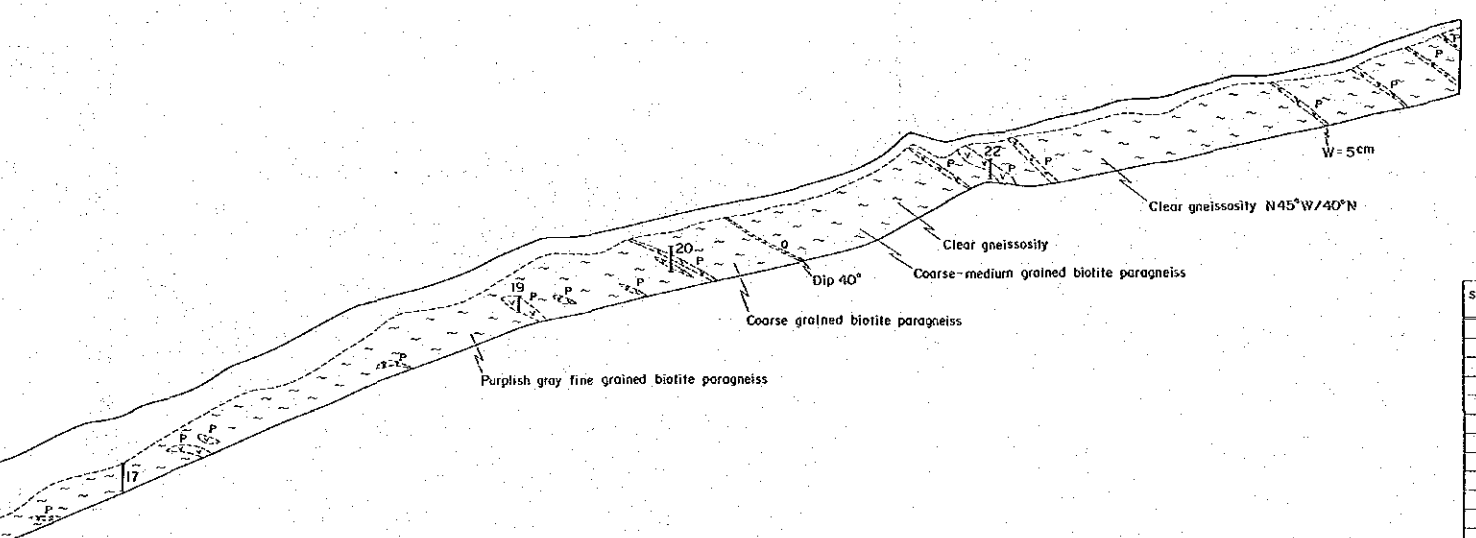 P
P
P
P
22
P
P
P
W=5cm
Clear gneissosity N45°W/40°N
Clear gneissosity
Coarse-medium grained biotite paragneiss
20
P
Dip 40°
S
19
P
P
P
Coarse grained biotite paragneiss
P
Purplish gray fine grained biotite paragneiss
P
P
17
P